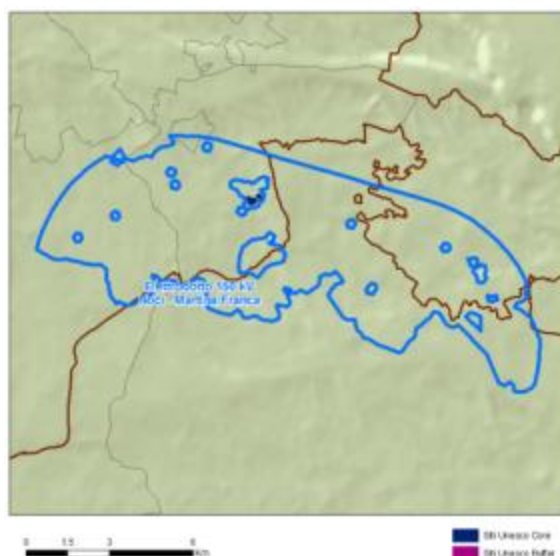 Elettrodotto 150 kV
Noci - Martina Franca
0 1.5 3 6
Km
Siti Unesco Core
Siti Unesco Buffer